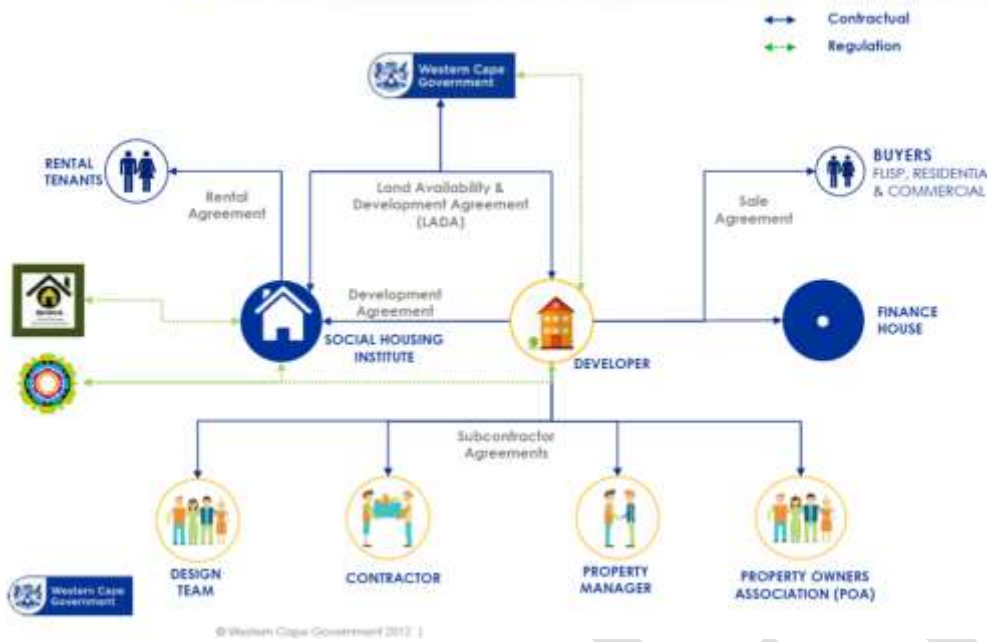 Contractual
Regulation
Western Cape
Government
RENTAL
TENANTS
BUYERS
FLISP, RESIDENTIA
& COMMERCIAL
Rental
Agreement
Land Availability &
Development Agreement
(LADA)
Sale
Agreement
Development
Agreement
SOCIAL HOUSING
INSTITUTE
DEVELOPER
FINANCE
HOUSE
Subcontractor
Agreements
DESIGN
TEAM
CONTRACTOR
PROPERTY
MANAGER
PROPERTY OWNERS
ASSOCIATION (POA)
Western Cape
Government